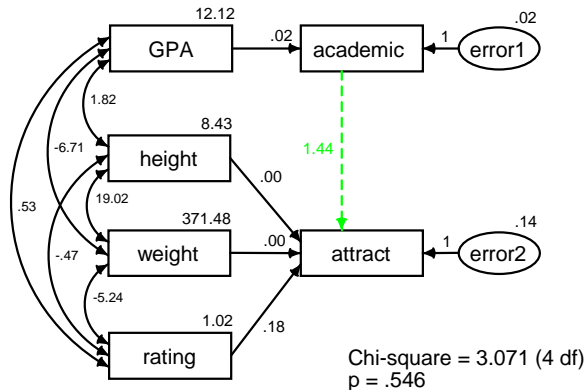 12.12
.02
GPA
.02
academic
1
error1
1.82
8.43
-6.71
height
1.44
.00
.53
19.02
371.48
.14
.00
weight
attract
1
error2
-.47
-5.24
1.02
.18
rating
Chi-square = 3.071 (4 df)
p = .546